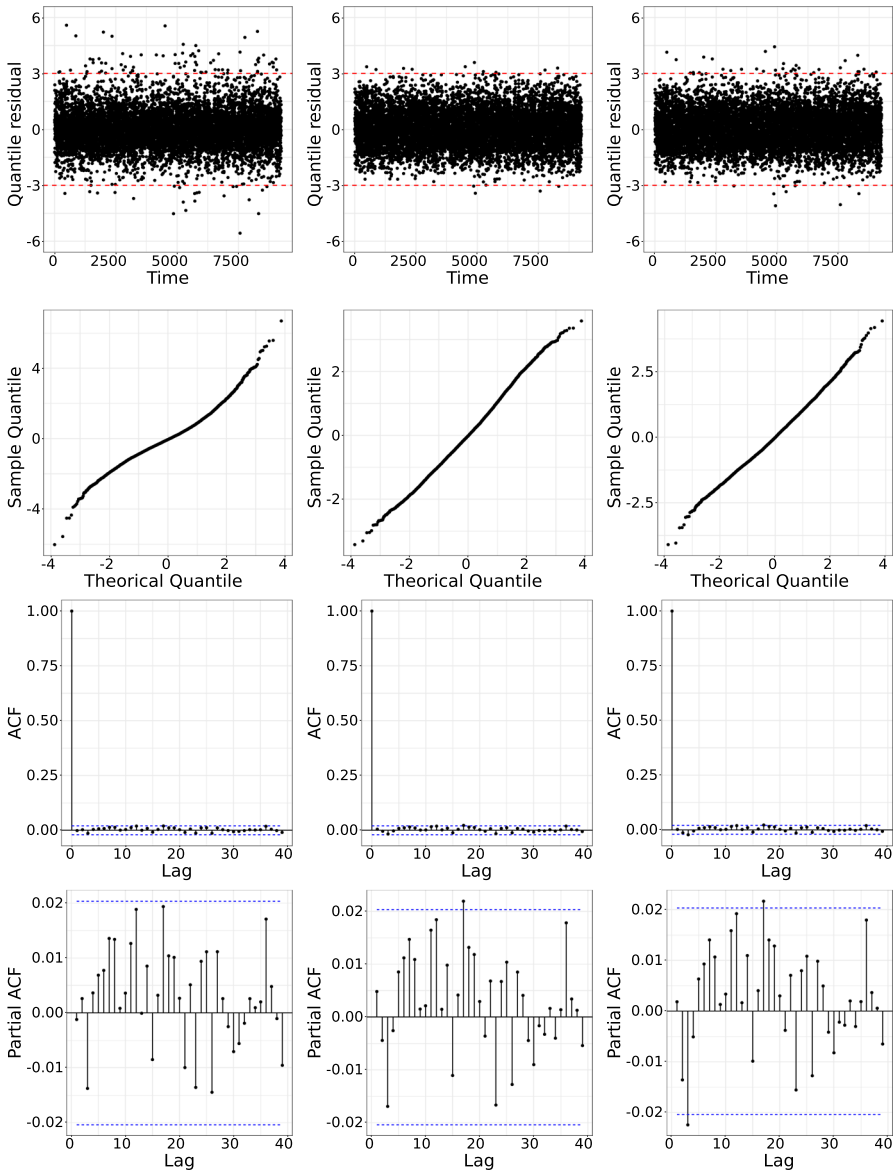 6
3
0
-3
-6
Quantile residual
0 2500 5000 7500
Time
6
3
0
-3
-6
Quantile residual
0 2500 5000 7500
Time
6
3
0
-3
-6
Quantile residual
0 2500 5000 7500
Time
4
0
-4
Sample Quantile
-4 -2 0 2 4
Theorical Quantile
2
0
-2
Sample Quantile
-4 -2 0 2 4
Theorical Quantile
2.5
0.0
-2.5
Sample Quantile
-4 -2 0 2 4
Theorical Quantile
1.00
0.75
0.50
0.25
0.00
ACF
0 10 20 30 40
Lag
1.00
0.75
0.50
0.25
0.00
ACF
0 10 20 30 40
Lag
1.00
0.75
0.50
0.25
0.00
ACF
0 10 20 30 40
Lag
0.02
0.01
0.00
-0.01
-0.02
Partial ACF
0 10 20 30 40
Lag
0.02
0.01
0.00
-0.01
-0.02
Partial ACF
0 10 20 30 40
Lag
0.02
0.01
0.00
-0.01
-0.02
Partial ACF
0 10 20 30 40
Lag